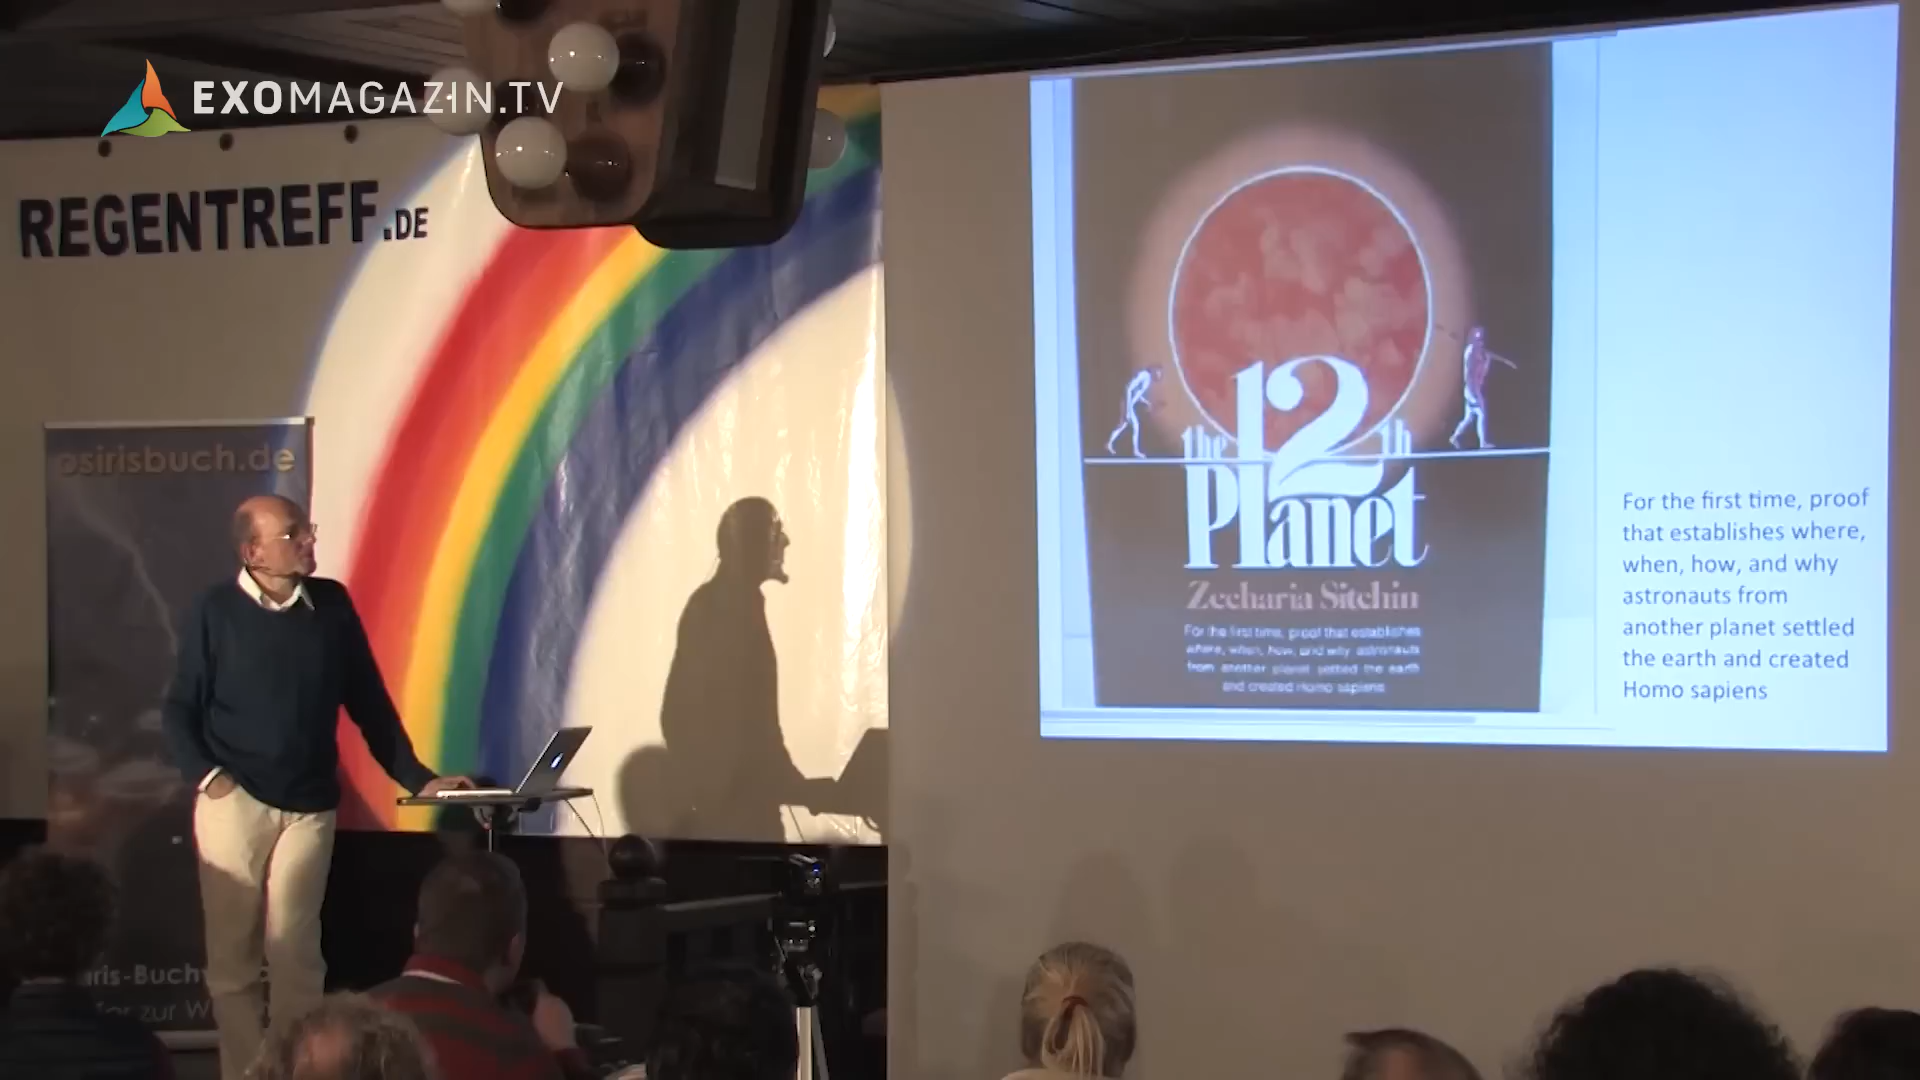 EXOMAGAZIN.TV
REGENTREFF.DE
osirisbuch.de
the 12th
Planet
Zecharia Sitchin
For the first time, proof that establishes
where, when, how, and why astronauts
from another planet settled the earth
and created Homo sapiens
For the first time, proof
that establishes where,
when, how, and why
astronauts from
another planet settled
the earth and created
Homo sapiens
iris-Buch
zur